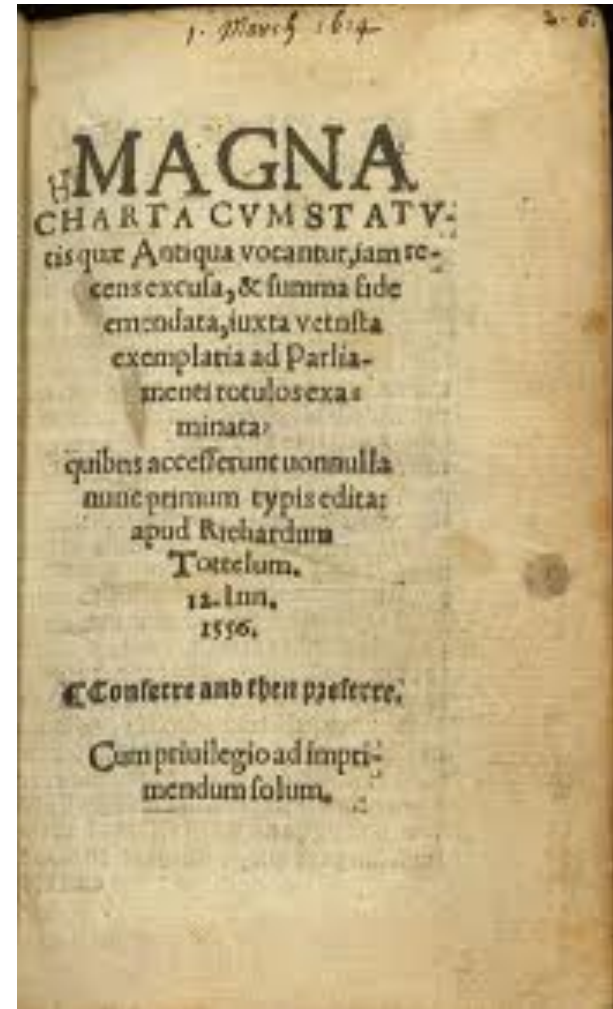 1. March 1614
2. 6.
MAGNA
CHARTA CVM STATV-
tis quæ Antiqua vocantur, iam re-
cens excusa, & summa fide
emendata, iuxta vetusta
exemplaria ad Parlia-
menti rotulos exa-
minata:
quibus accesserunt nonnulla
nunc primum typis edita:
apud Richardum
Tottelum.
12. Iun.
1556.
¶ Conferre and then preferre.
Cum priuilegio ad impri-
mendum solum.